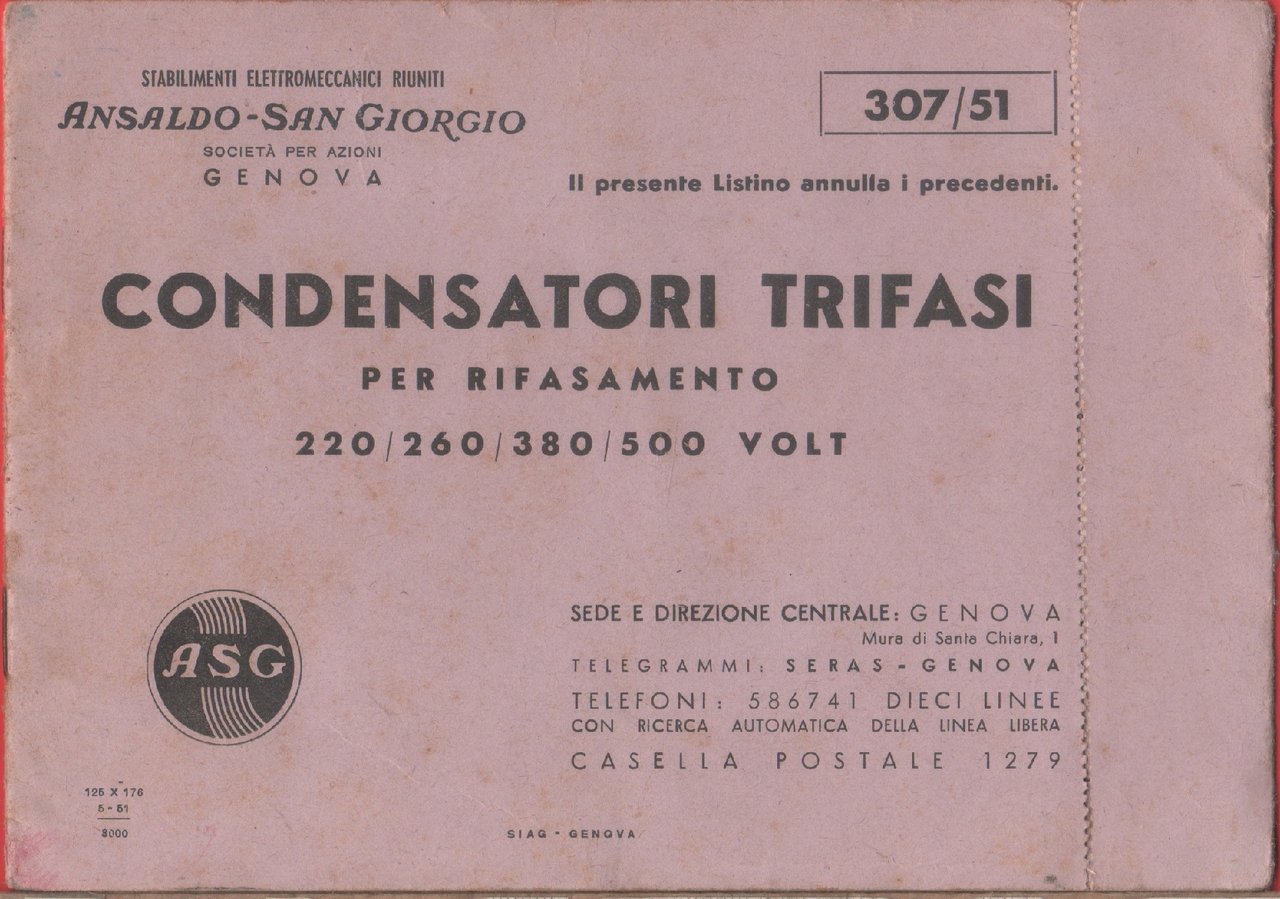 STABILIMENTI ELETTROMECCANICI RIUNITI
ANSALDO-SAN GIORGIO
SOCIETÀ PER AZIONI
GENOVA
307/51
Il presente Listino annulla i precedenti.
CONDENSATORI TRIFASI
PER RIFASAMENTO
220/260/380/500 VOLT
ASG
SEDE E DIREZIONE CENTRALE: GENOVA
Mura di Santa Chiara, 1
TELEGRAMMI: SERAS - GENOVA
TELEFONI: 586741 DIECI LINEE
CON RICERCA AUTOMATICA DELLA LINEA LIBERA
CASELLA POSTALE 1279
125 X 176
5 - 51
3000
SIAG - GENOVA